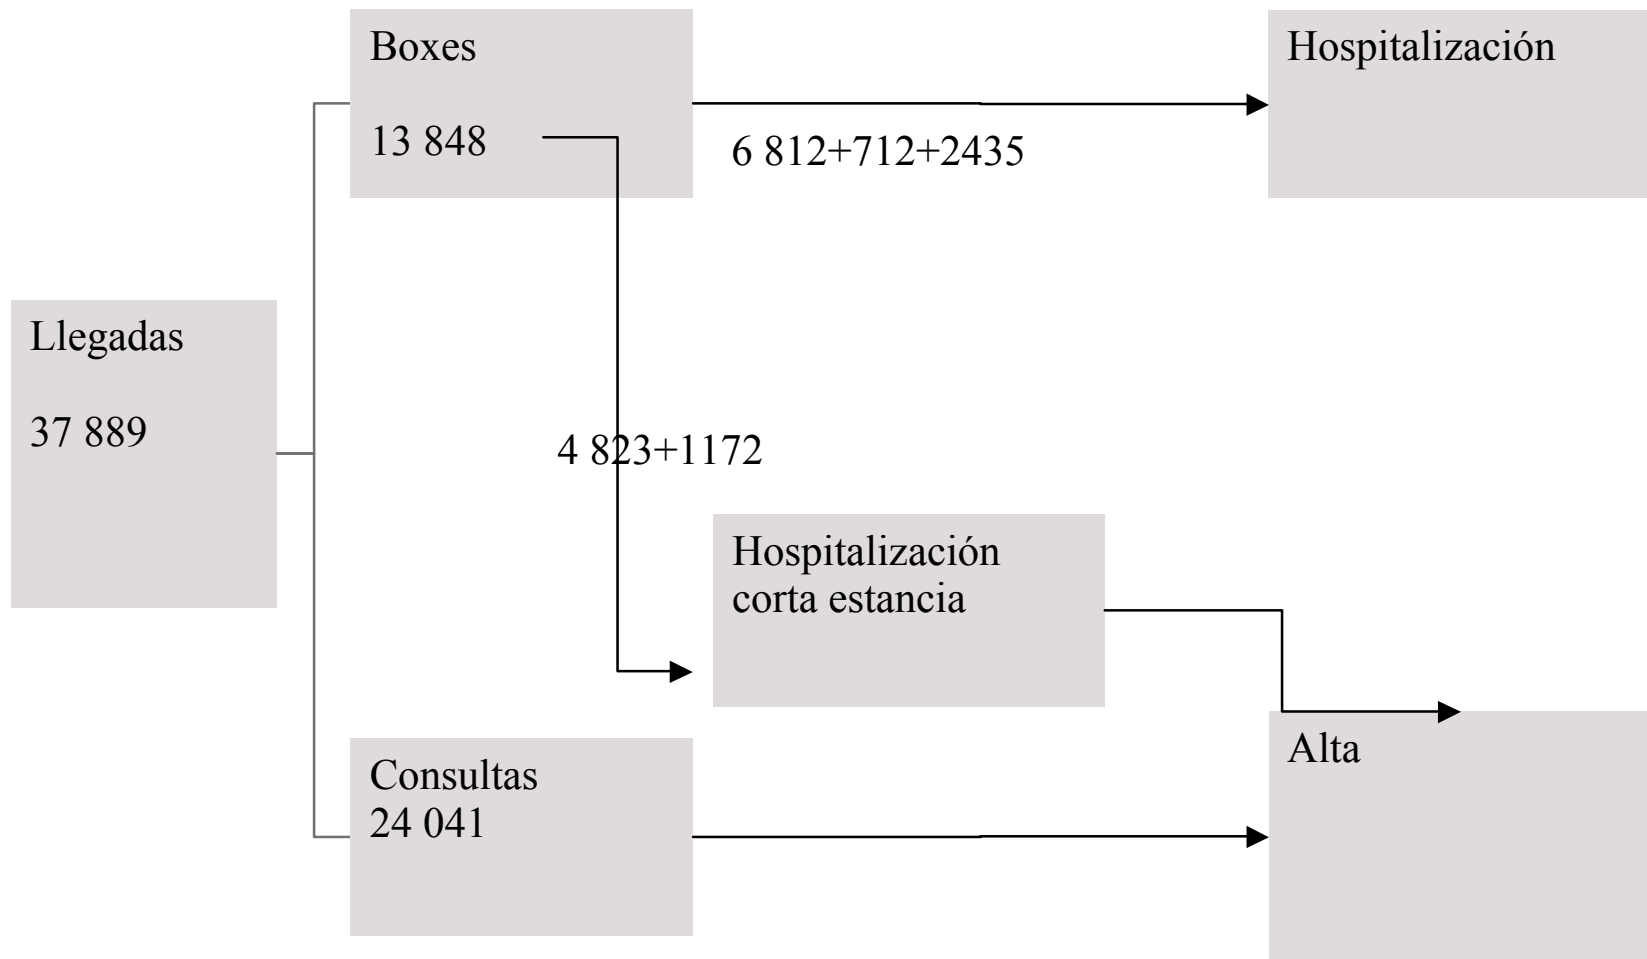 Boxes
13 848
Hospitalización
6 812+712+2435
Llegadas
37 889
4 823+1172
Hospitalización
corta estancia
Consultas
24 041
Alta